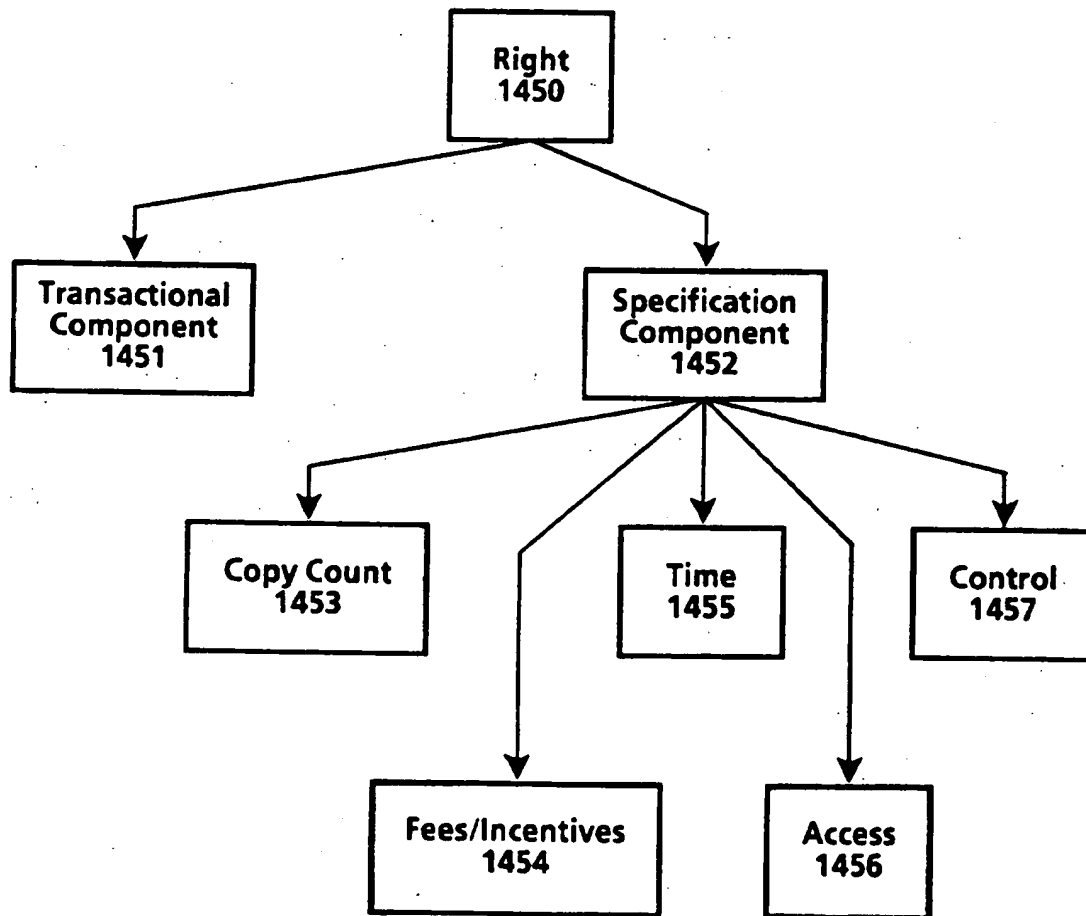 Right
1450
Transactional
Component
1451
Specification
Component
1452
Copy Count
1453
Time
1455
Control
1457
Fees/Incentives
1454
Access
1456